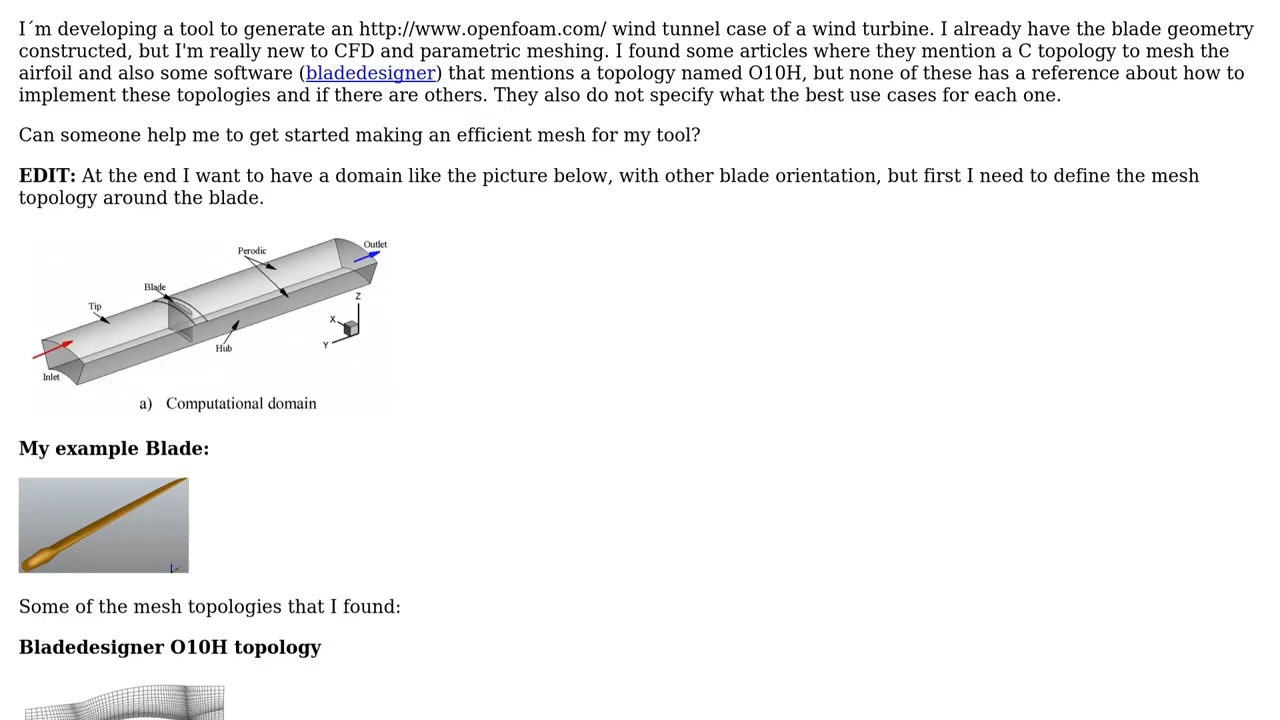 I´m developing a tool to generate an http://www.openfoam.com/ wind tunnel case of a wind turbine. I already have the blade geometry
constructed, but I'm really new to CFD and parametric meshing. I found some articles where they mention a C topology to mesh the
airfoil and also some software (bladedesigner) that mentions a topology named O10H, but none of these has a reference about how to
implement these topologies and if there are others. They also do not specify what the best use cases for each one.
Can someone help me to get started making an efficient mesh for my tool?
EDIT: At the end I want to have a domain like the picture below, with other blade orientation, but first I need to define the mesh
topology around the blade.
Outlet
Perodic
Blade
Z
Tip
X
Y
Hub
Inlet
a) Computational domain
My example Blade:
Some of the mesh topologies that I found:
Bladedesigner O10H topology